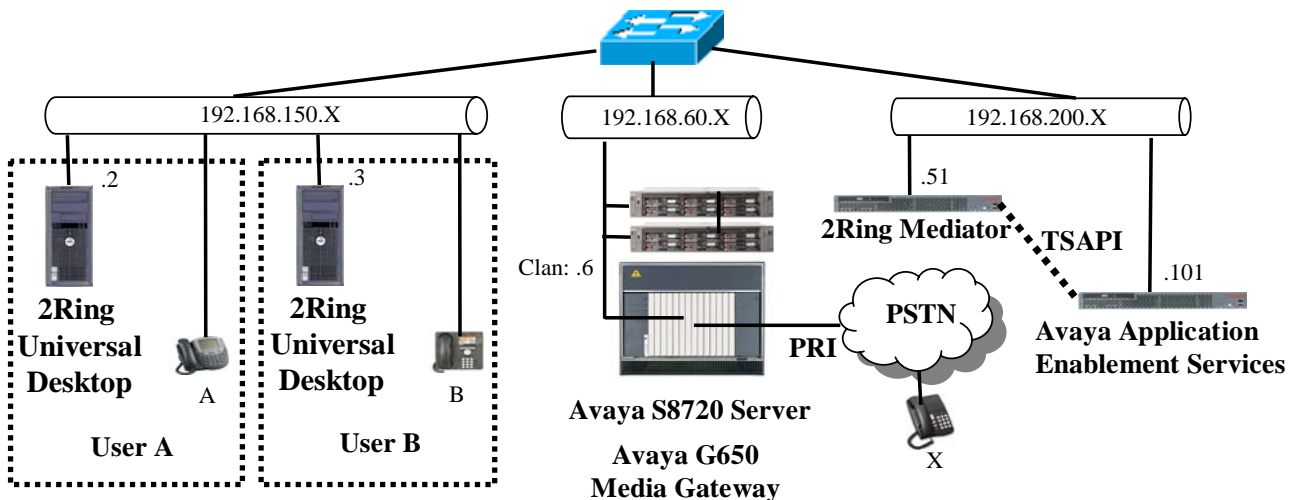 192.168.150.X
192.168.60.X
192.168.200.X
.2
.3
.51
2Ring Mediator
TSAPI
Clan: .6
.101
2Ring
Universal
Desktop
A
2Ring
Universal
Desktop
B
PSTN
PRI
Avaya Application
Enablement Services
User A
User B
Avaya S8720 Server
Avaya G650
Media Gateway
X